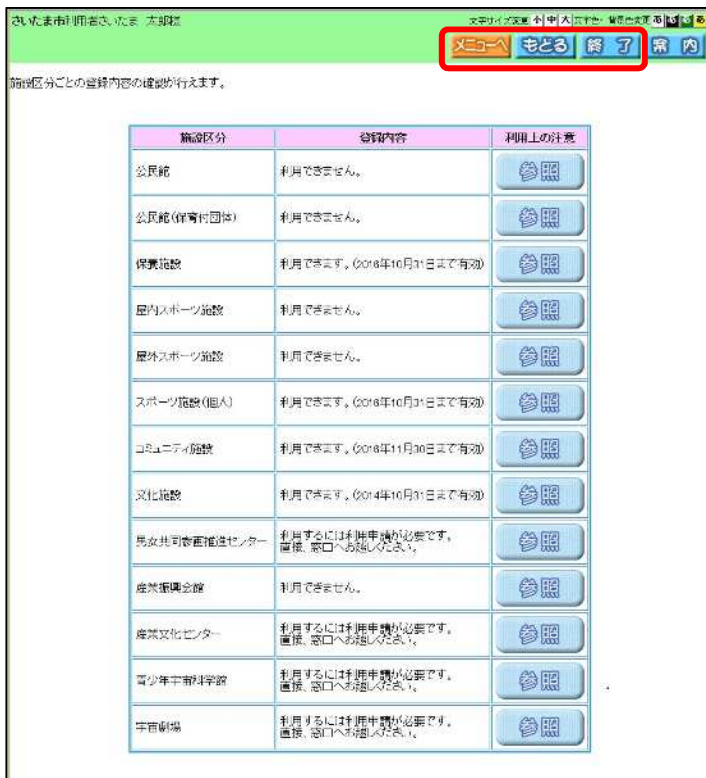 さいたま市利用者さいたま 太郎様
文字サイズ変更 小 中 大 文字色・背景色変更 あ あ あ あ
メニューへ もどる 終了 案内
施設区分ごとの登録内容の確認が行えます。
施設区分 登録内容 利用上の注意
公民館 利用できません。 参照
公民館(保育付団体) 利用できません。 参照
保養施設 利用できます。(2016年10月31日まで有効) 参照
屋内スポーツ施設 利用できません。 参照
屋外スポーツ施設 利用できません。 参照
スポーツ施設(個人) 利用できます。(2016年10月31日まで有効) 参照
コミュニティ施設 利用できます。(2016年11月30日まで有効) 参照
文化施設 利用できます。(2014年10月31日まで有効) 参照
男女共同参画推進センター 利用するには利用申請が必要です。
直接、窓口へお越しください。 参照
産業振興会館 利用できません。 参照
産業文化センター 利用するには利用申請が必要です。
直接、窓口へお越しください。 参照
青少年宇宙科学館 利用するには利用申請が必要です。
直接、窓口へお越しください。 参照
宇宙劇場 利用するには利用申請が必要です。
直接、窓口へお越しください。 参照